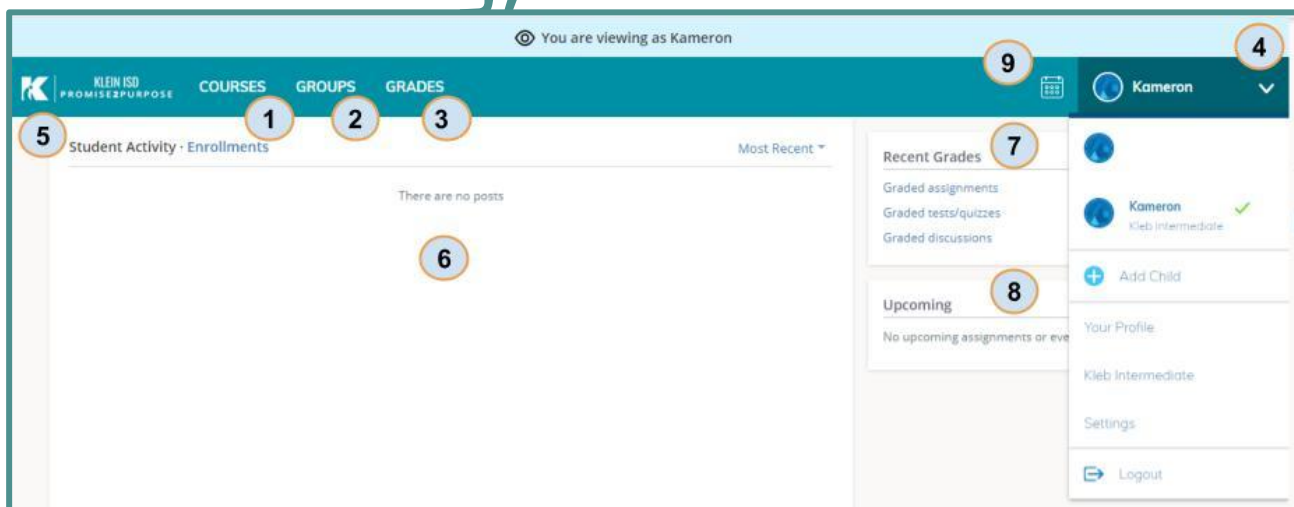 You are viewing as Kameron
4
9
KLEIN ISD
PROMISE2PURPOSE
COURSES
GROUPS
GRADES
Kameron
1
2
3
5
Student Activity · Enrollments
Most Recent
7
Recent Grades
There are no posts
Graded assignments
Graded tests/quizzes
Graded discussions
6
Kameron
Kleb Intermediate
8
Add Child
Upcoming
No upcoming assignments or eve
Your Profile
Kleb Intermediate
Settings
Logout